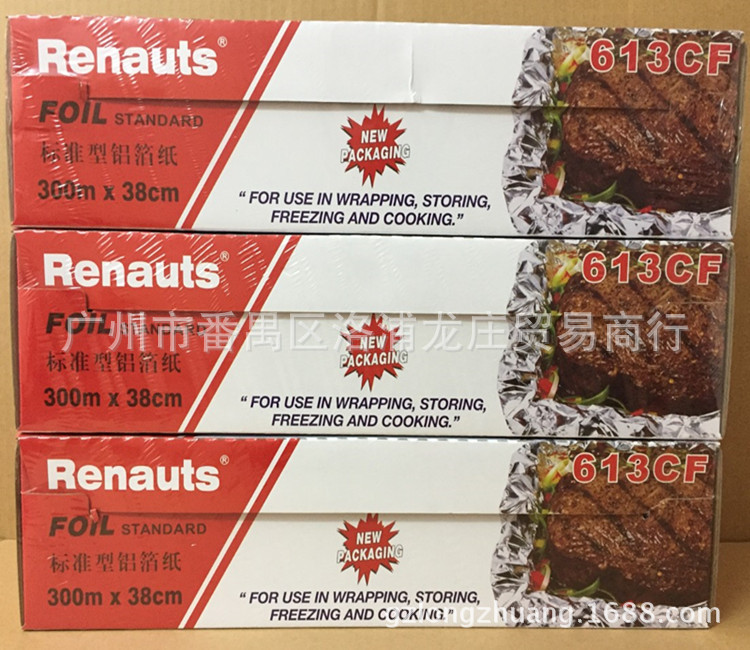 Renauts®
613CF
FOIL STANDARD
标准型铝箔纸
300m x 38cm
NEW
PACKAGING
“ FOR USE IN WRAPPING, STORING,
FREEZING AND COOKING.”
Renauts®
613CF
FOIL STANDARD
标准型铝箔纸
300m x 38cm
NEW
PACKAGING
“ FOR USE IN WRAPPING, STORING,
FREEZING AND COOKING.”
广州市番禺区洛浦龙庄贸易商行
Renauts®
613CF
FOIL STANDARD
标准型铝箔纸
300m x 38cm
NEW
PACKAGING
“ FOR USE IN WRAPPING, STORING,
FREEZING AND COOKING.”
gzlongzhuang.1688.com